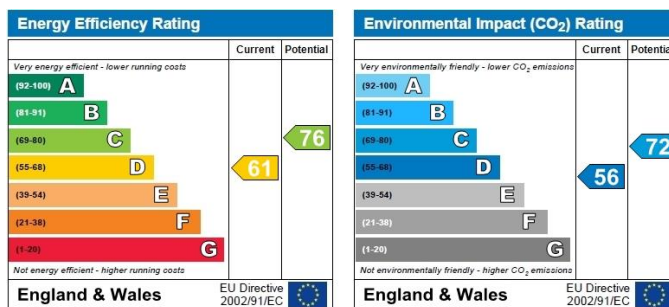 Energy Efficiency Rating
Current Potential
Very energy efficient - lower running costs
(92-100) A
(81-91) B
(69-80) C
(55-68) D
(39-54) E
(21-38) F
(1-20) G
61
76
Not energy efficient - higher running costs
England & Wales
EU Directive
2002/91/EC
Environmental Impact (CO₂) Rating
Current Potential
Very environmentally friendly - lower CO₂ emissions
(92-100) A
(81-91) B
(69-80) C
(55-68) D
(39-54) E
(21-38) F
(1-20) G
56
72
Not environmentally friendly - higher CO₂ emissions
England & Wales
EU Directive
2002/91/EC